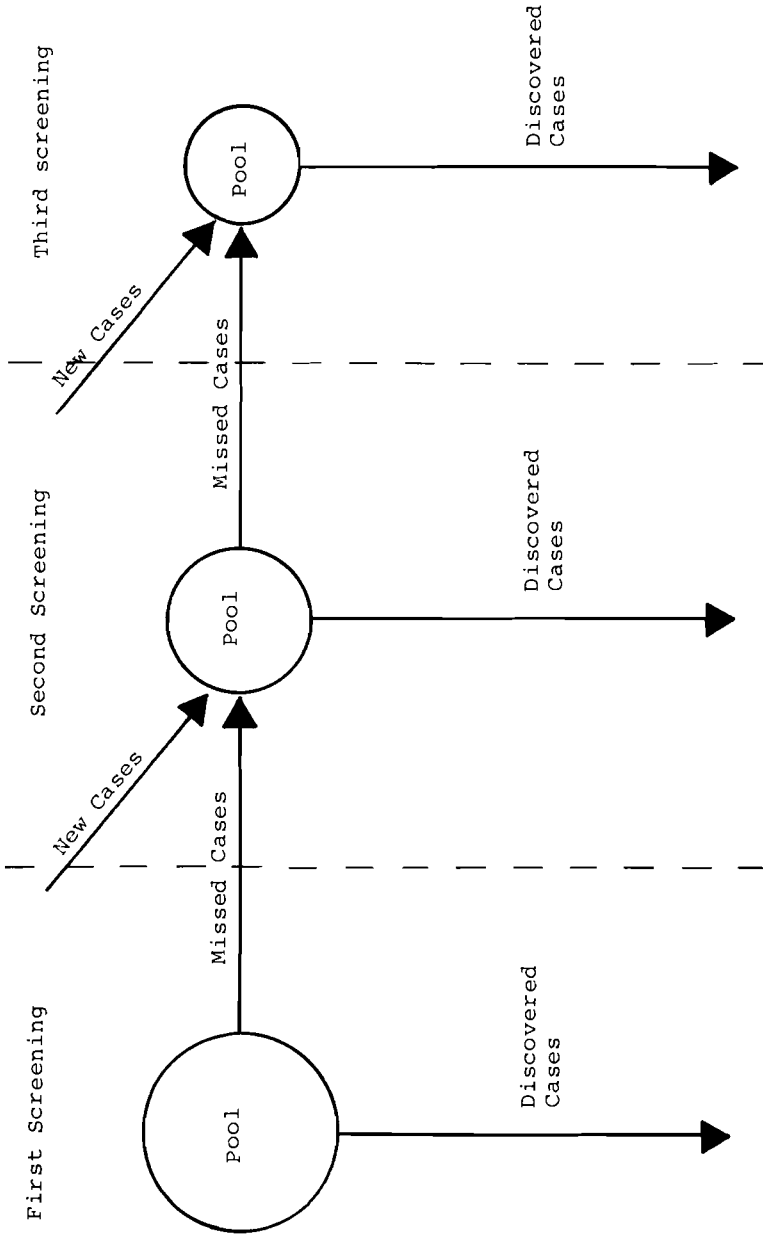 First Screening
Second Screening
Third screening
New Cases
New Cases
Pool
Missed Cases
Pool
Missed Cases
Pool
Discovered
Cases
Discovered
Cases
Discovered
Cases